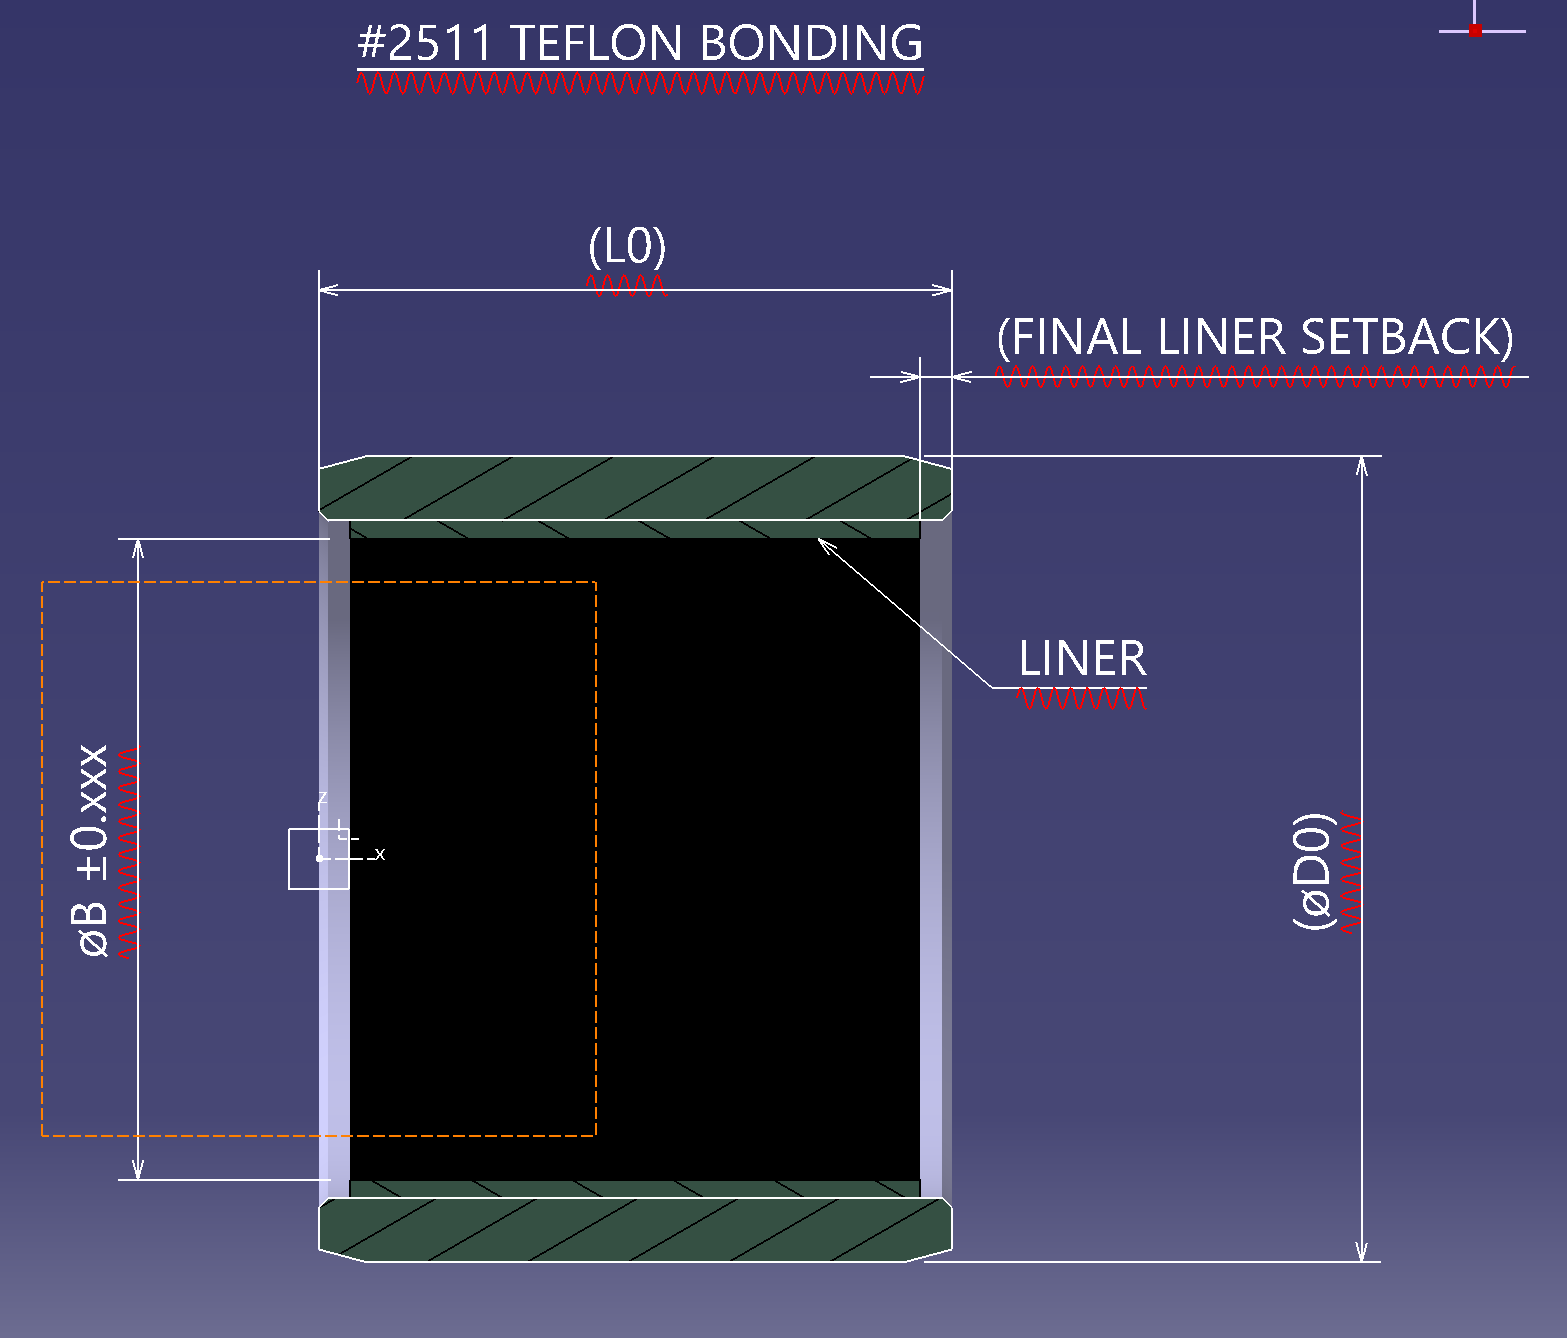 #2511 TEFLON BONDING
(L0)
(FINAL LINER SETBACK)
LINER
øB ±0.xxx
(øD0)
z
x